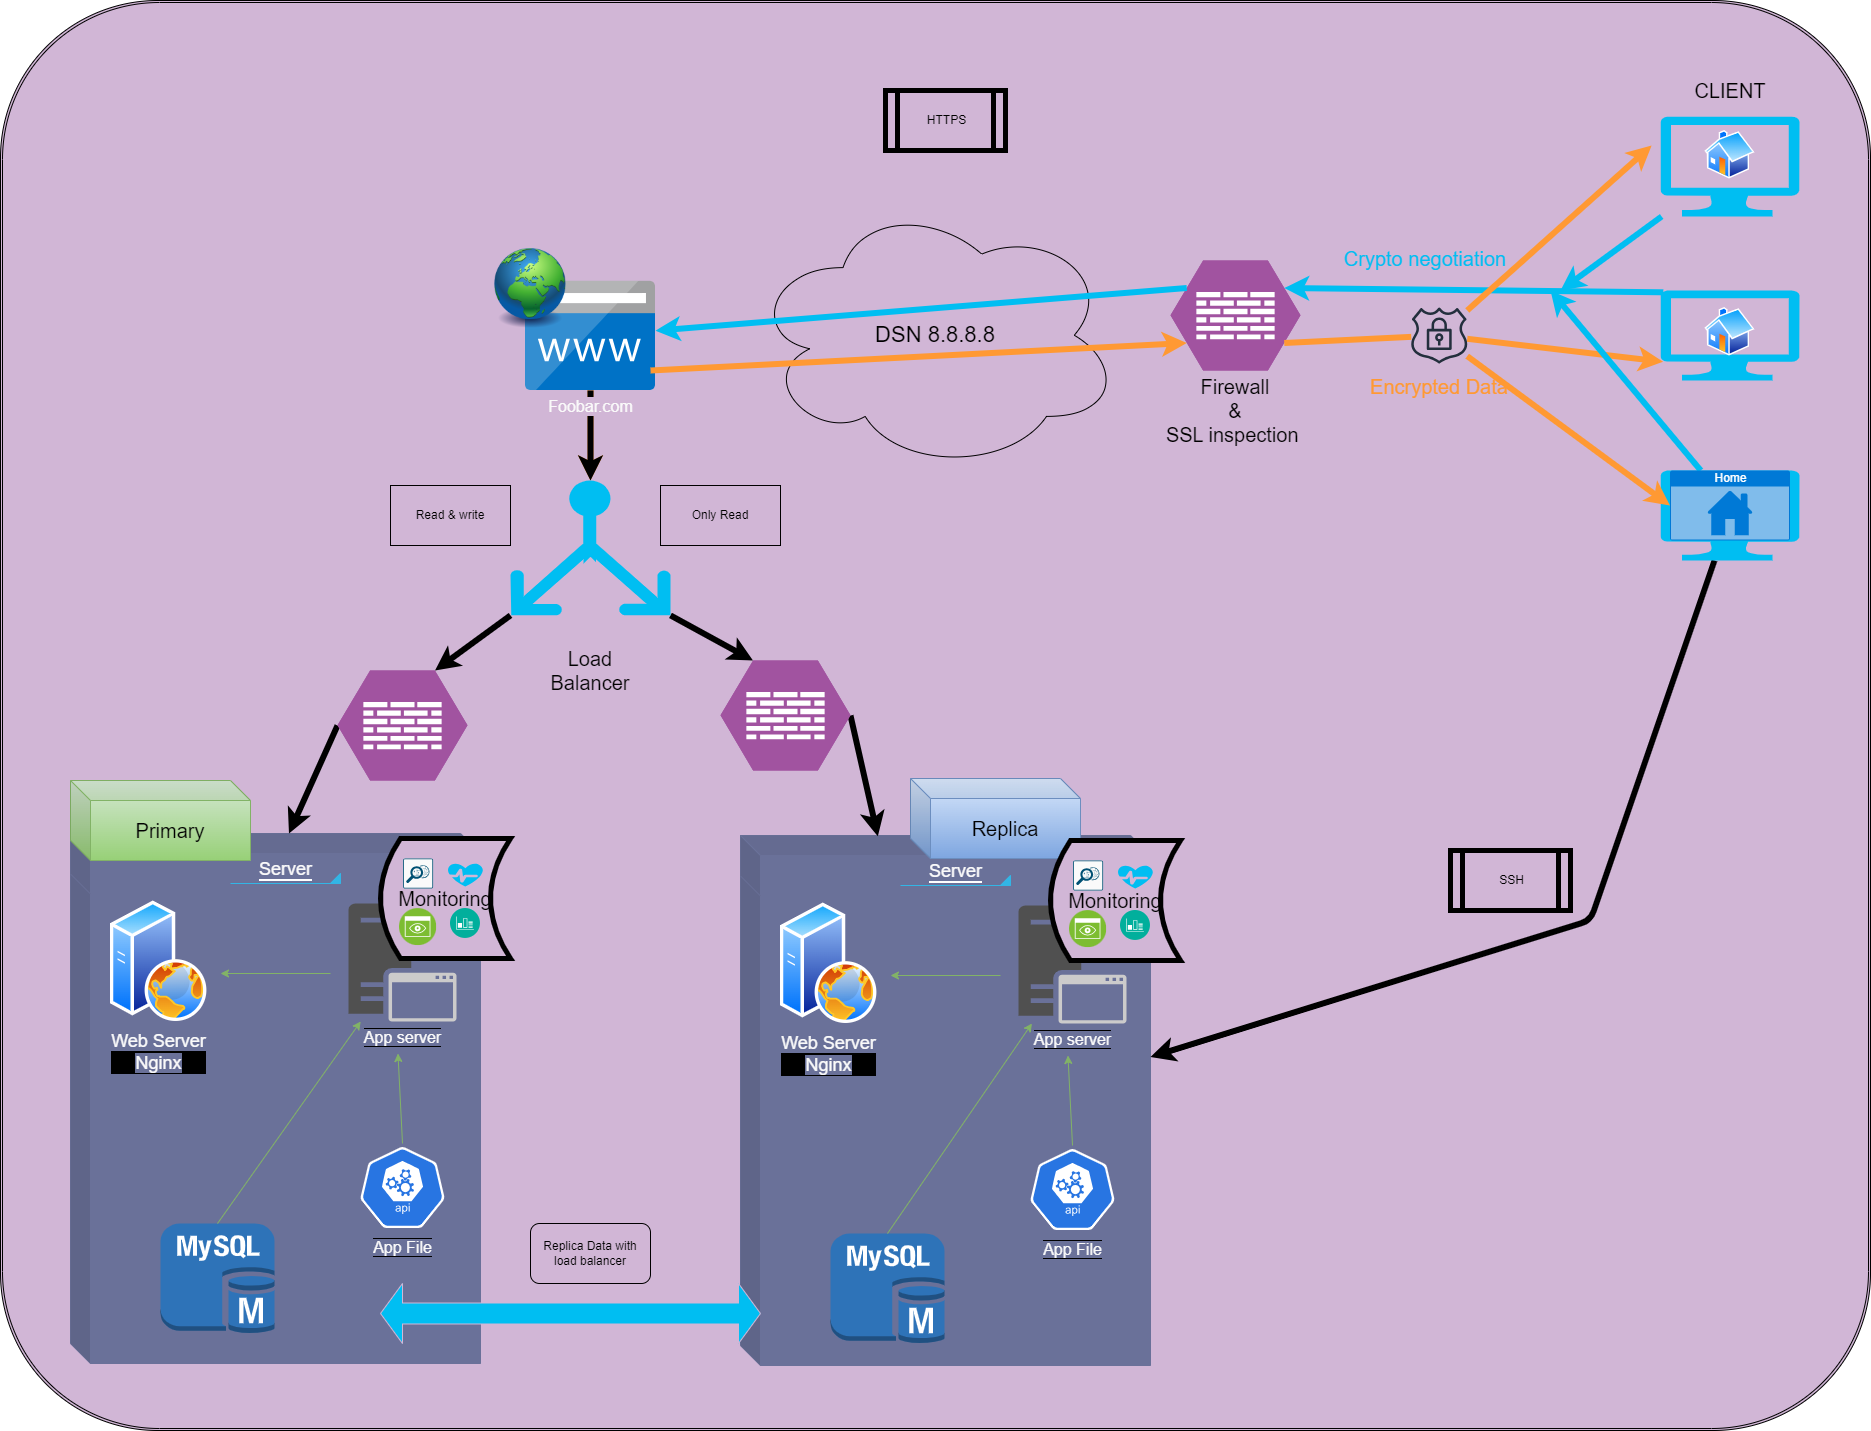 CLIENT
HTTPS
Crypto negotiation
DSN 8.8.8.8
WWW
Foobar.com
Firewall
&
SSL inspection
Encrypted Data
Home
Read & write
Only Read
Load
Balancer
Primary
Replica
Server
Monitoring
Server
Monitoring
SSH
Web Server
Nginx
App server
Web Server
Nginx
App server
api
App File
api
App File
MySQL
M
Replica Data with
load balancer
MySQL
M